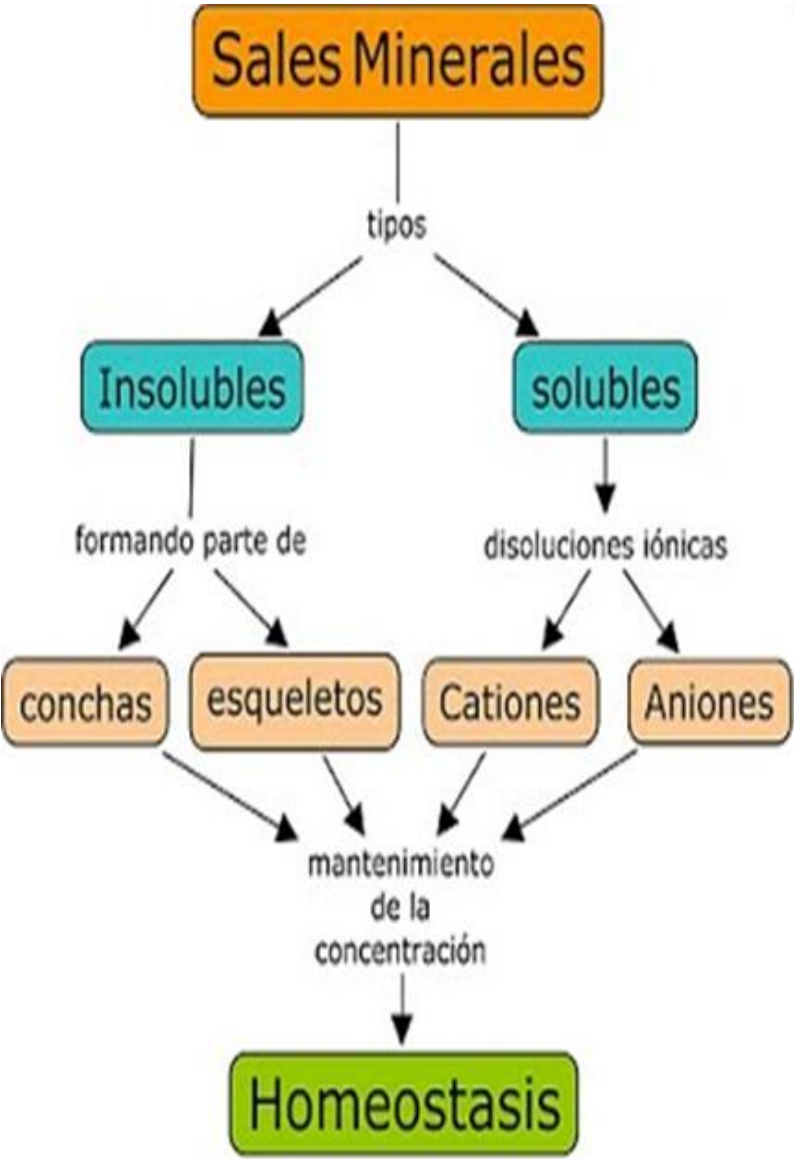 Sales Minerales
tipos
Insolubles
solubles
formando parte de
disoluciones iónicas
conchas
esqueletos
Cationes
Aniones
mantenimiento
de la
concentración
Homeostasis